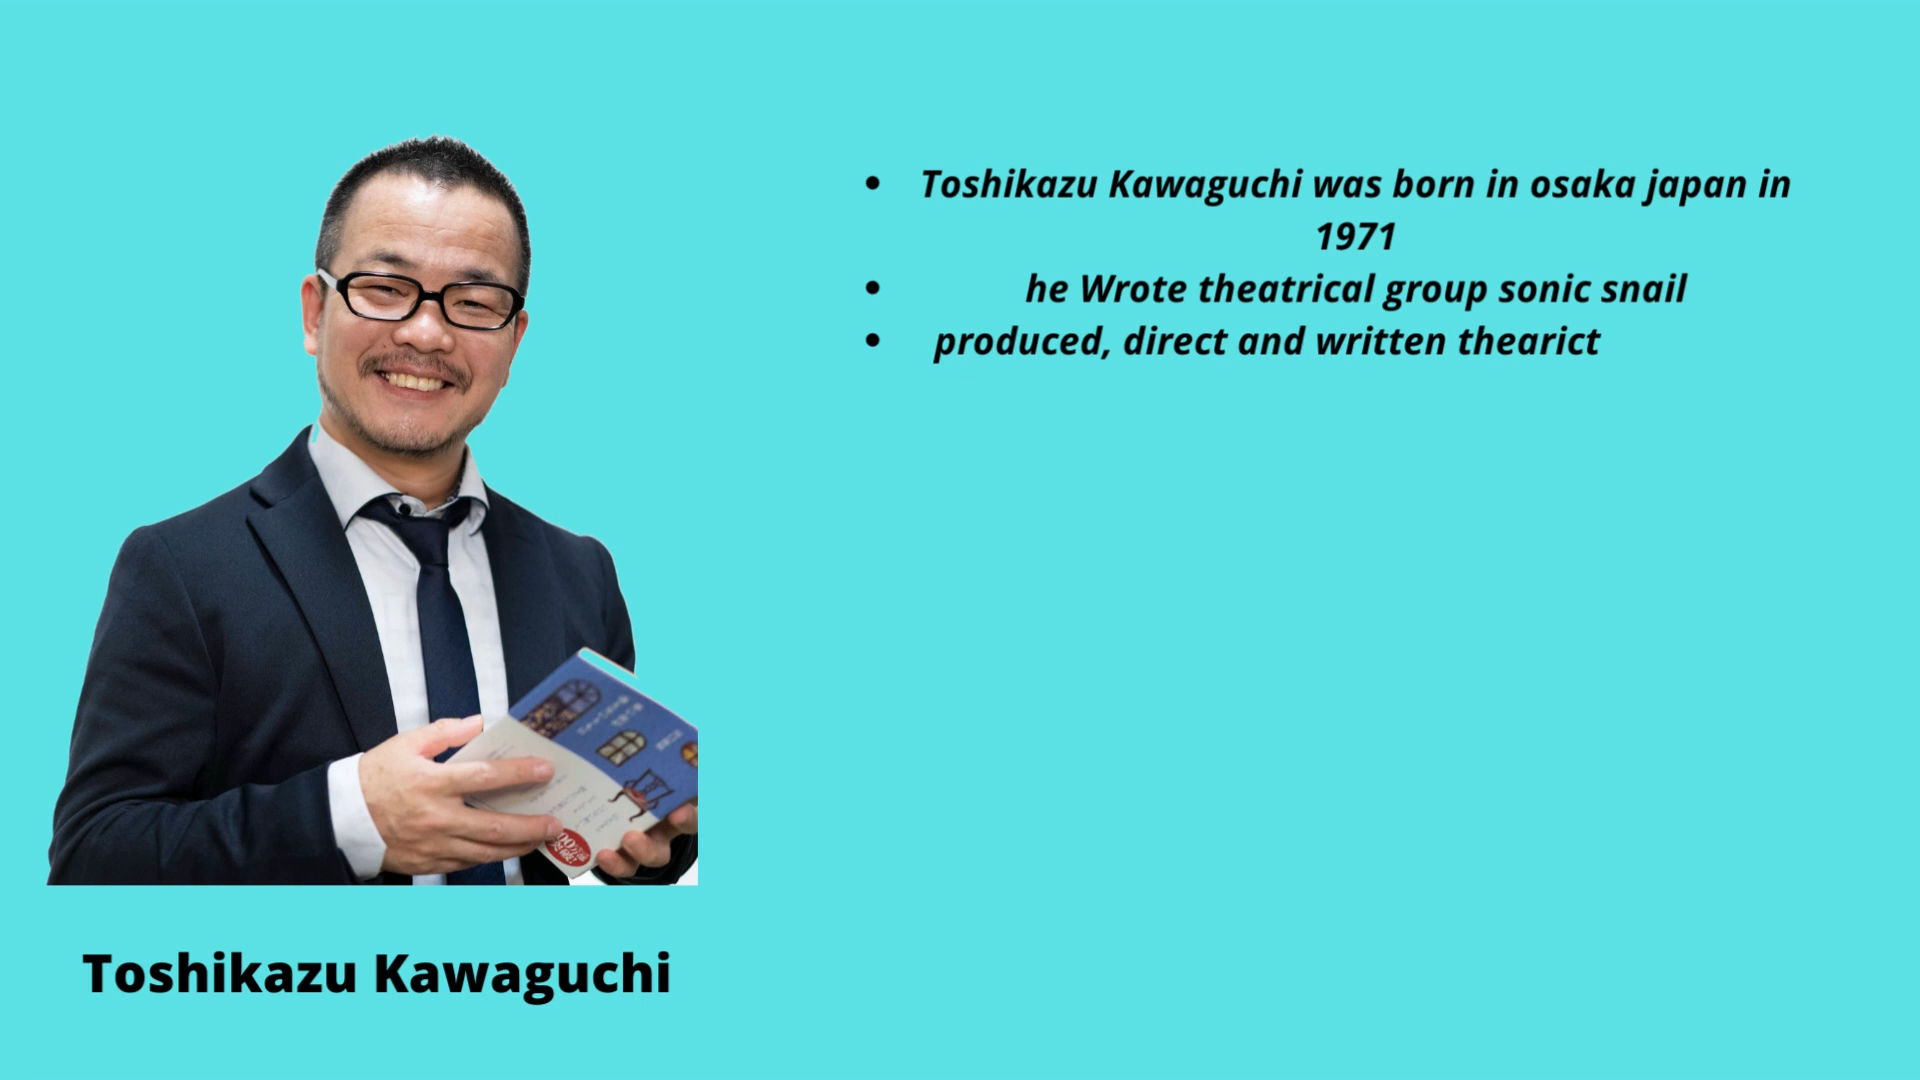 Toshikazu Kawaguchi was born in osaka japan in
1971
he Wrote theatrical group sonic snail
produced, direct and written thearict
Toshikazu Kawaguchi